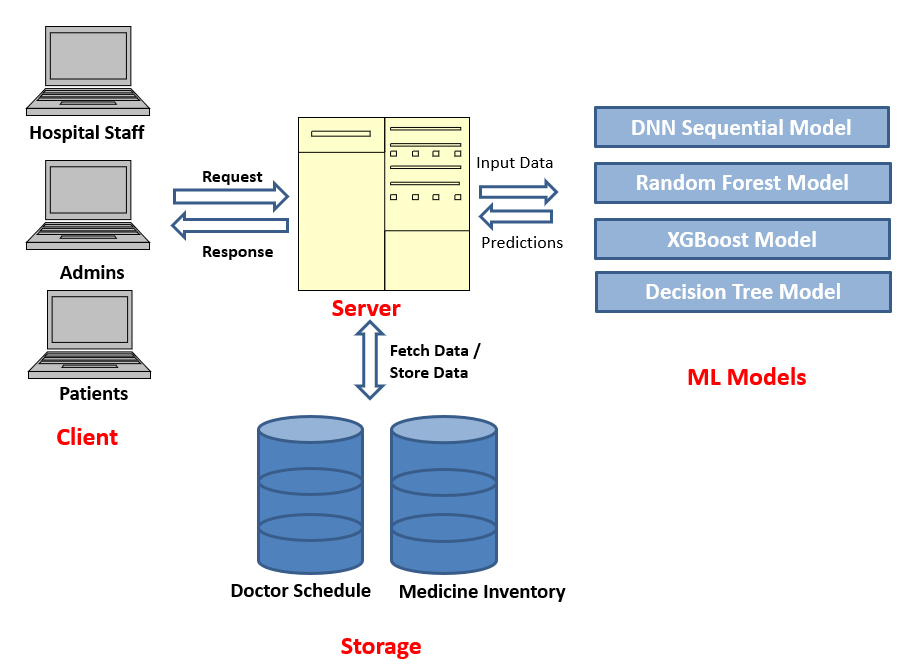 Hospital Staff
Admins
Patients
Client
Request
Response
Server
Fetch Data /
Store Data
Input Data
Predictions
DNN Sequential Model
Random Forest Model
XGBoost Model
Decision Tree Model
ML Models
Doctor Schedule
Medicine Inventory
Storage